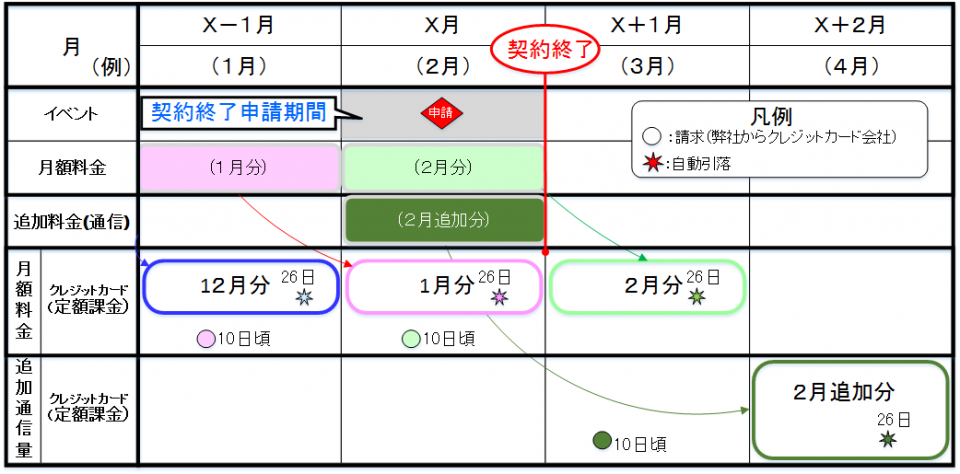 月
（例）
X－1月
X月
X＋1月
X＋2月
（1月）
（2月）
契約終了
（3月）
（4月）
イベント
契約終了申請期間
申請
凡例
：請求（弊社からクレジットカード会社）
：自動引落
月額料金
（1月分）
（2月分）
追加料金(通信)
（2月追加分）
月額料金
クレジットカード
（定額課金）
12月分
26日
10日頃
1月分
26日
10日頃
2月分
26日
追加通信量
クレジットカード
（定額課金）
10日頃
2月追加分
26日